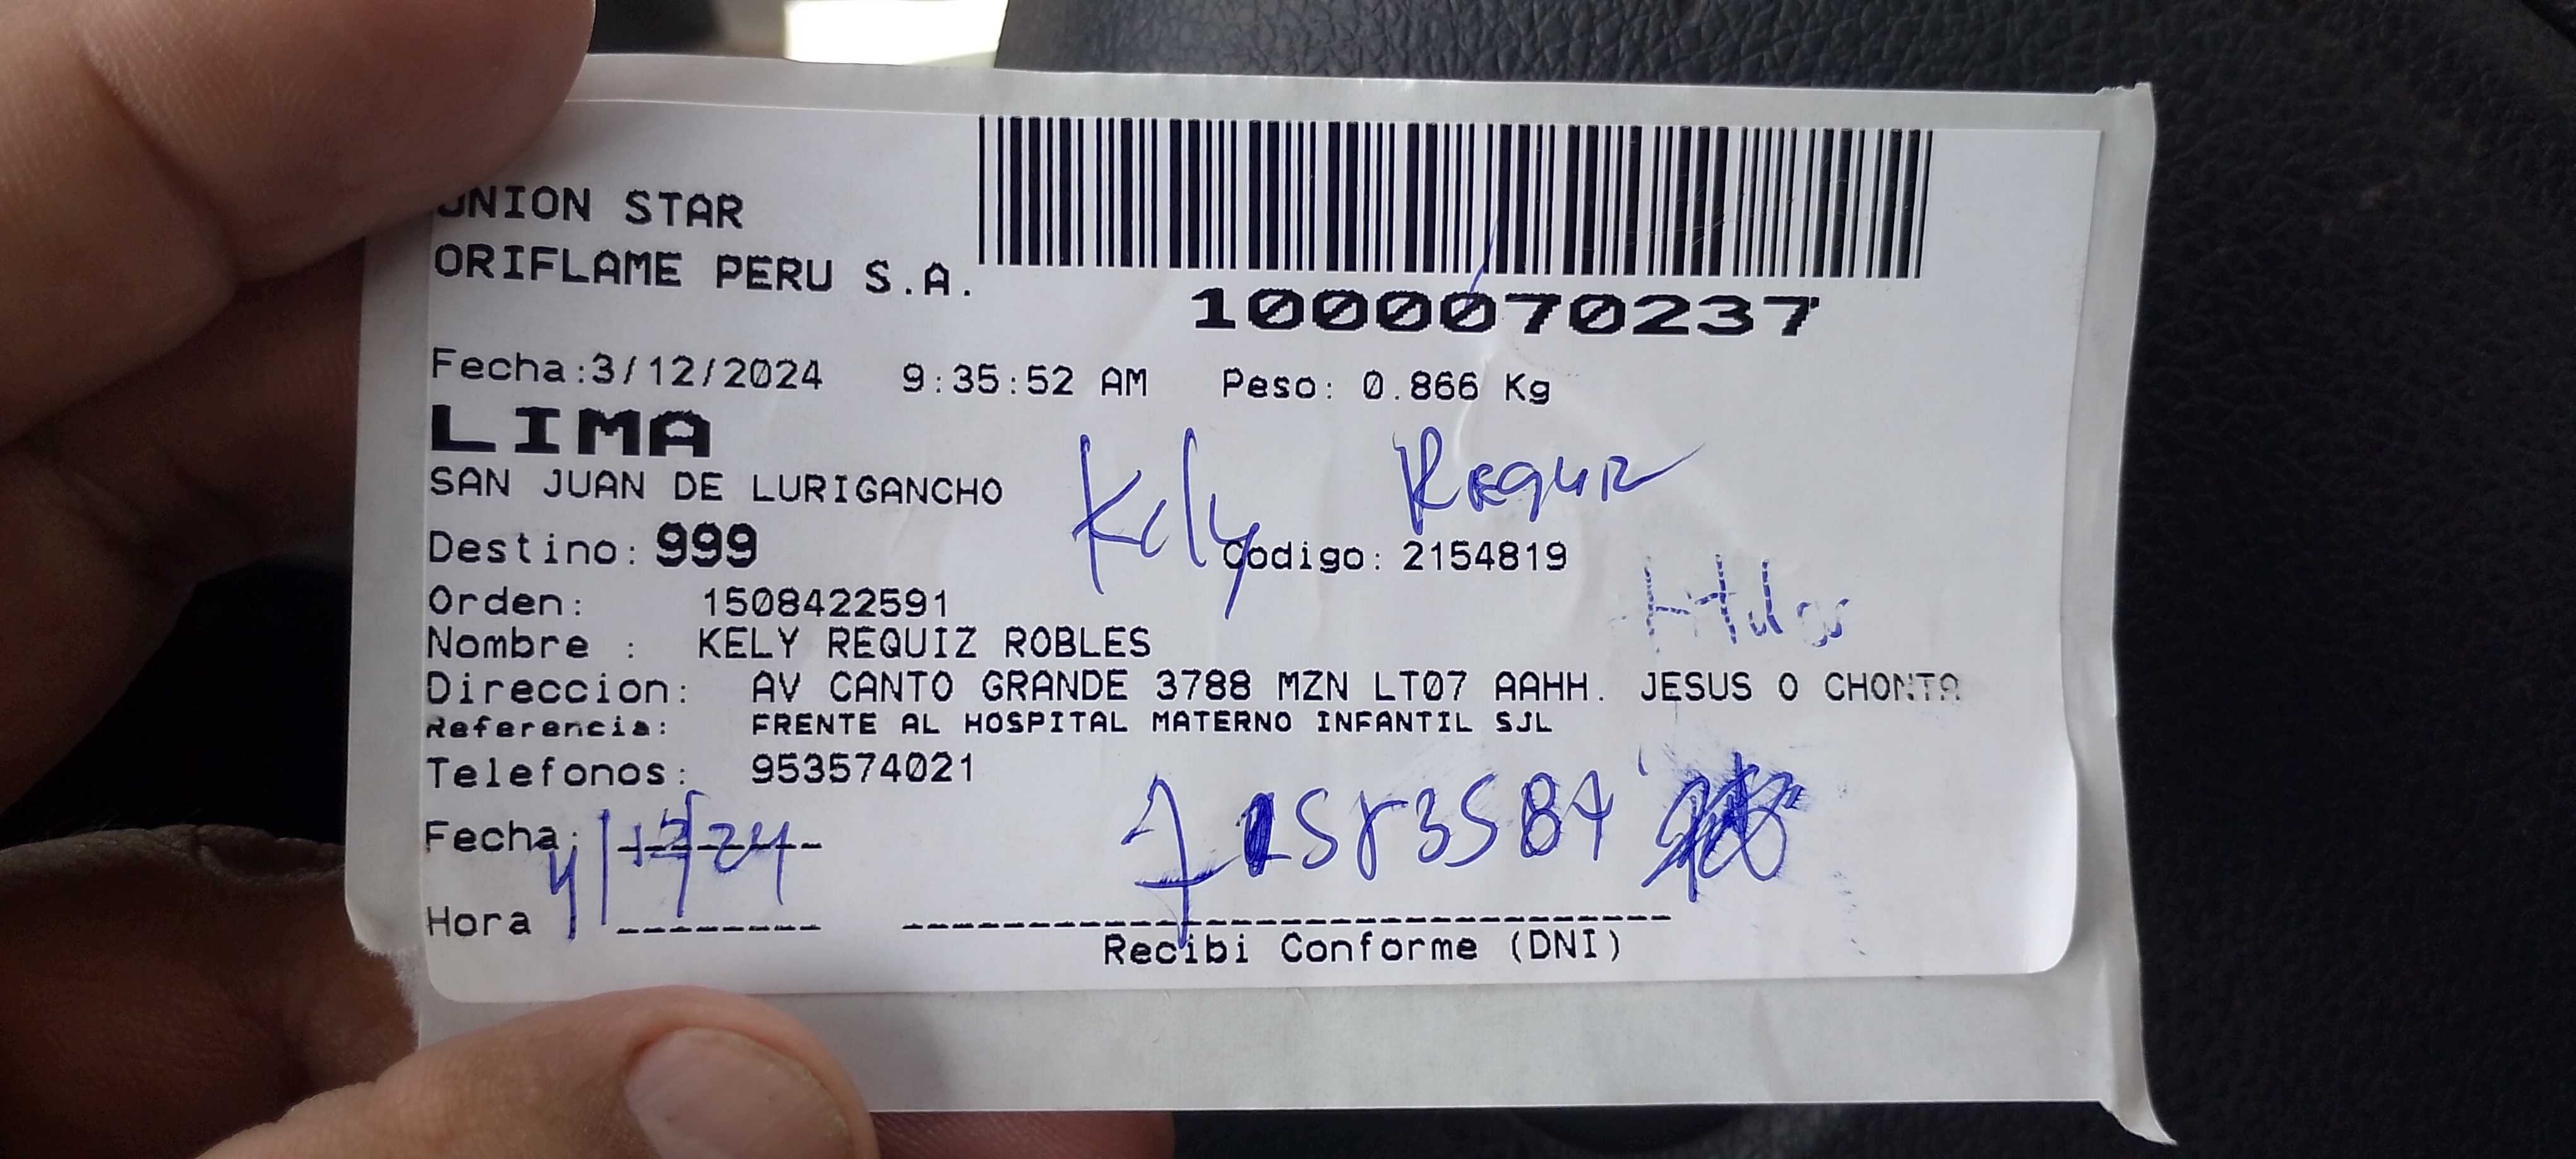 UNION STAR
ORIFLAME PERU S.A.
1000070237
Fecha:3/12/2024 9:35:52 AM Peso: 0.866 Kg
LIMA
SAN JUAN DE LURIGANCHO
Kely Requiz
Destino: 999 Codigo: 2154819
Orden: 1508422591
Nombre : KELY REQUIZ ROBLES
Direccion: AV CANTO GRANDE 3788 MZN LT07 AAHH. JESUS O CHONTA
Referencia: FRENTE AL HOSPITAL MATERNO INFANTIL SJL
Telefonos: 953574021
Fecha: 4/12/24
Hora
Recibi Conforme (DNI)